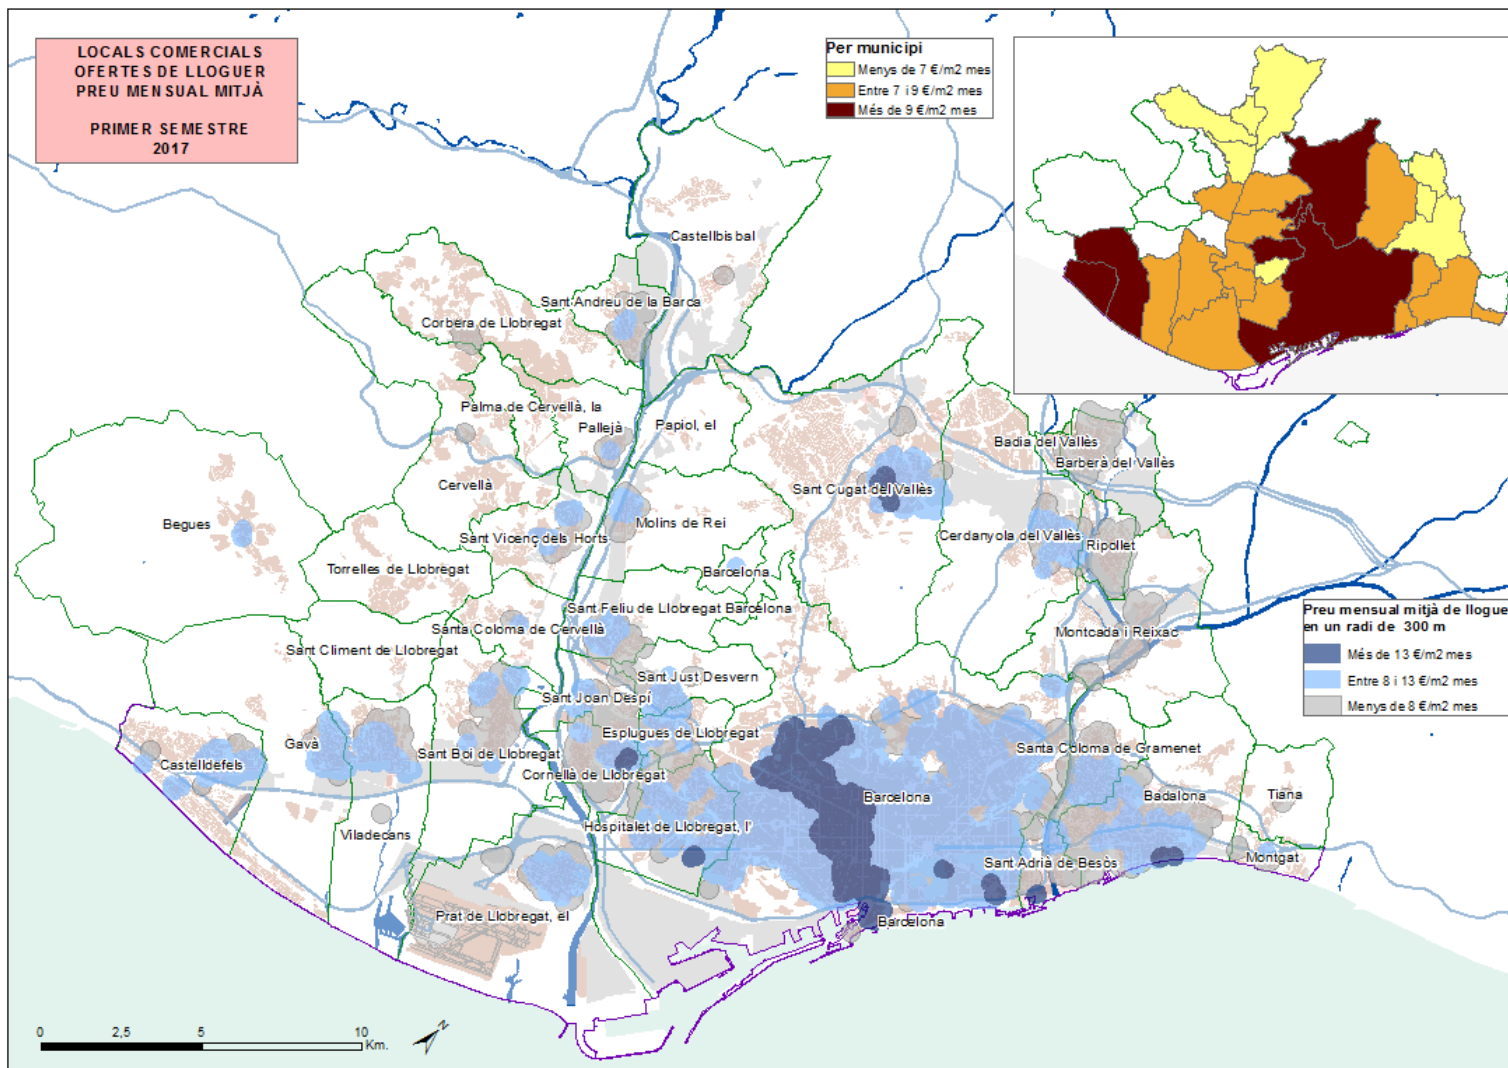 LOCALS COMERCIALS
OFERTES DE LLOGUER
PREU MENSUAL MITJÀ
PRIMER SEMESTRE
2017
Per municipi
Menys de 7 €/m2 mes
Entre 7 i 9 €/m2 mes
Més de 9 €/m2 mes
Castellbisbal
Sant Andreu de la Barca
Corbera de Llobregat
Palma de Cervellà, la
Pallejà
Papiol, el
Badia del Vallès
Barberà del Vallès
Cervellà
Sant Cugat del Vallès
Begues
Molins de Rei
Sant Vicenç dels Horts
Cerdanyola del Vallès
Ripollet
Torrelles de Llobregat
Barcelona
Sant Feliu de Llobregat
Barcelona
Preu mensual mitjà de llogue
en un radi de 300 m
Més de 13 €/m2 mes
Entre 8 i 13 €/m2 mes
Menys de 8 €/m2 mes
Santa Coloma de Cervellà
Montcada i Reixac
Sant Climent de Llobregat
Sant Just Desvern
Sant Joan Despí
Esplugues de Llobregat
Gavà
Sant Boi de Llobregat
Santa Coloma de Gramenet
Castelldefels
Cornellà de Llobregat
Barcelona
Badalona
Tiana
Viladecans
Hospitalet de Llobregat, l'
Sant Adrià de Besòs
Montgat
Prat de Llobregat, el
Barcelona
0 2,5 5 10
Km.
N